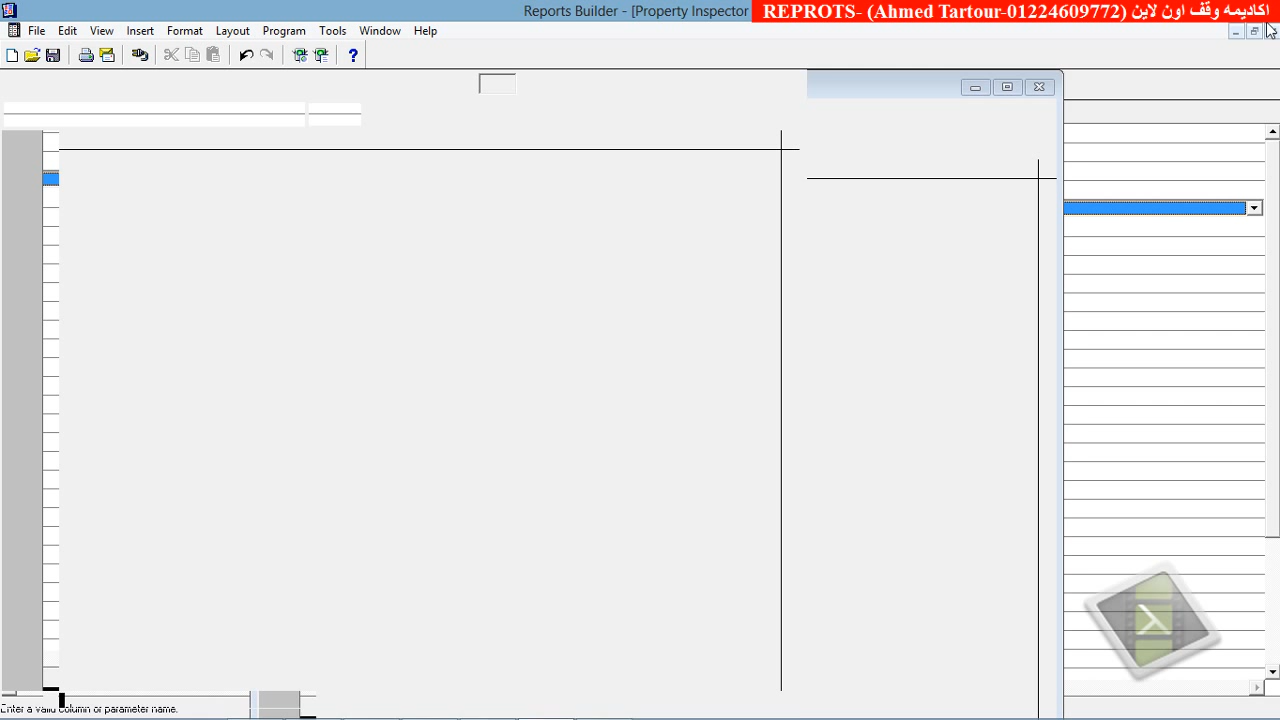 Reports Builder - [Property Inspector
REPROTS- (Ahmed Tartour-01224609772) اكاديمه وقف اون لاين
File Edit View Insert Format Layout Program Tools Window Help
Enter a valid column or parameter name.